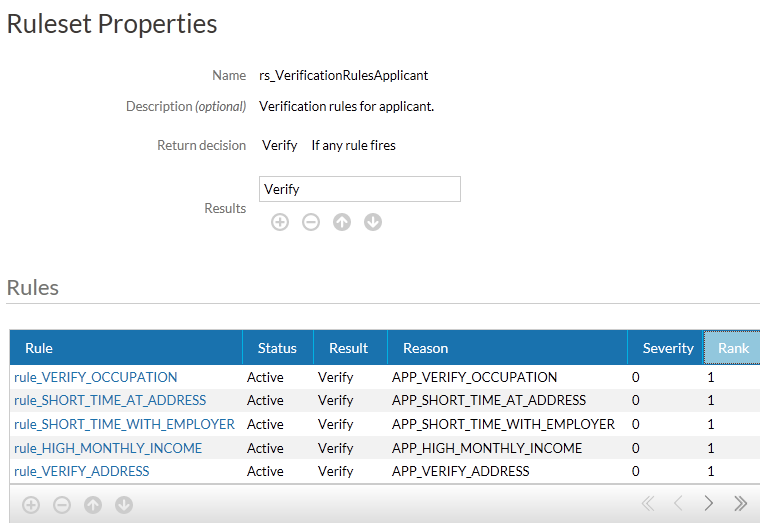 Ruleset Properties
Name rs_VerificationRulesApplicant
Description (optional) Verification rules for applicant.
Return decision Verify If any rule fires
Results Verify
Rules
Rule Status Result Reason Severity Rank
rule_VERIFY_OCCUPATION Active Verify APP_VERIFY_OCCUPATION 0 1
rule_SHORT_TIME_AT_ADDRESS Active Verify APP_SHORT_TIME_AT_ADDRESS 0 1
rule_SHORT_TIME_WITH_EMPLOYER Active Verify APP_SHORT_TIME_WITH_EMPLOYER 0 1
rule_HIGH_MONTHLY_INCOME Active Verify APP_HIGH_MONTHLY_INCOME 0 1
rule_VERIFY_ADDRESS Active Verify APP_VERIFY_ADDRESS 0 1